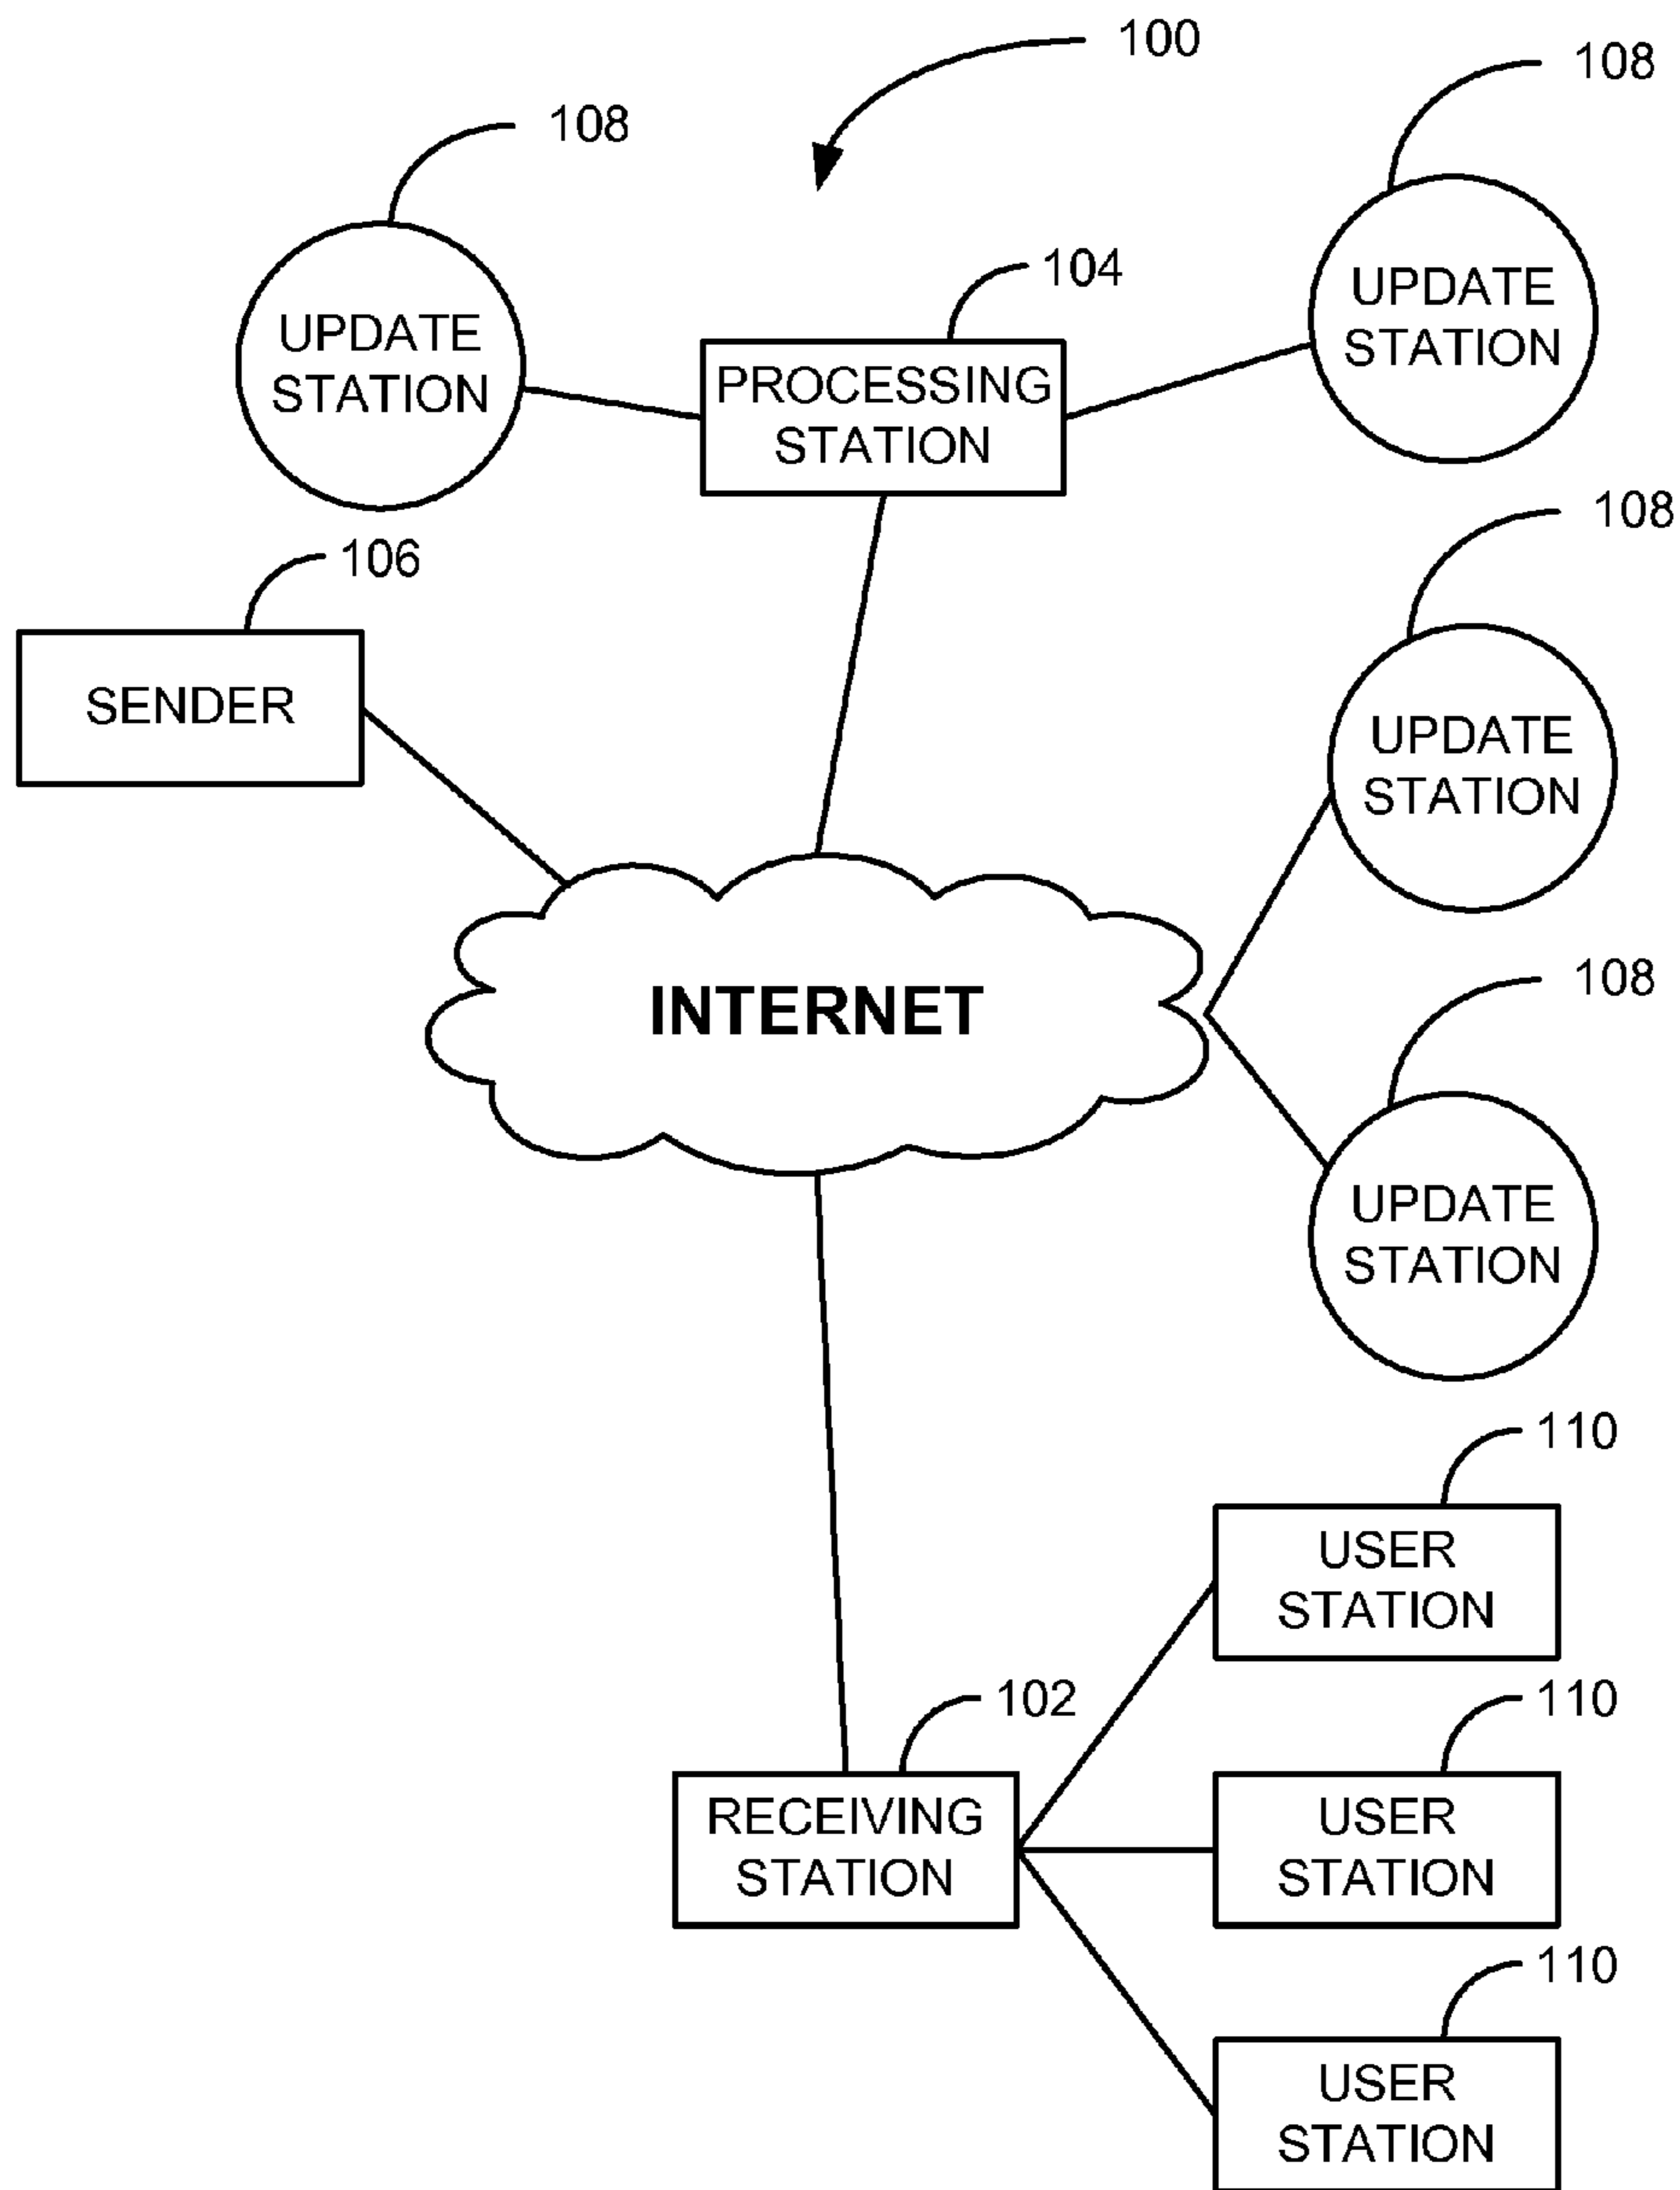 100
108
108
UPDATE
STATION
104
PROCESSING
STATION
UPDATE
STATION
108
106
SENDER
UPDATE
STATION
INTERNET
108
UPDATE
STATION
110
USER
STATION
102
RECEIVING
STATION
110
USER
STATION
110
USER
STATION